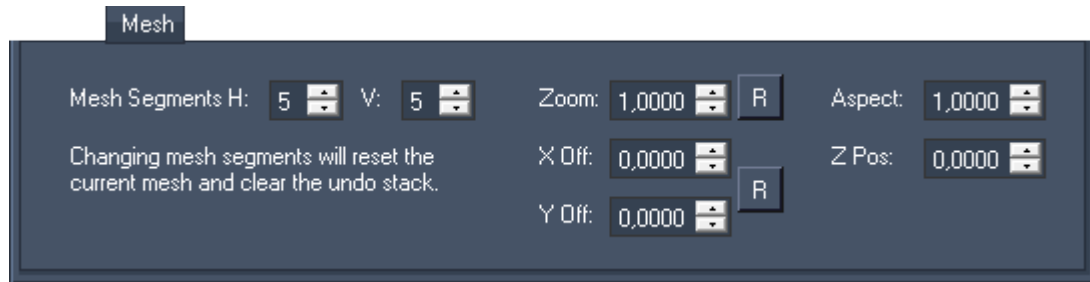 Mesh
Mesh Segments H: 5 V: 5 Zoom: 1,0000 R Aspect: 1,0000
Changing mesh segments will reset the X Off: 0,0000 Z Pos: 0,0000
current mesh and clear the undo stack.
R
Y Off: 0,0000